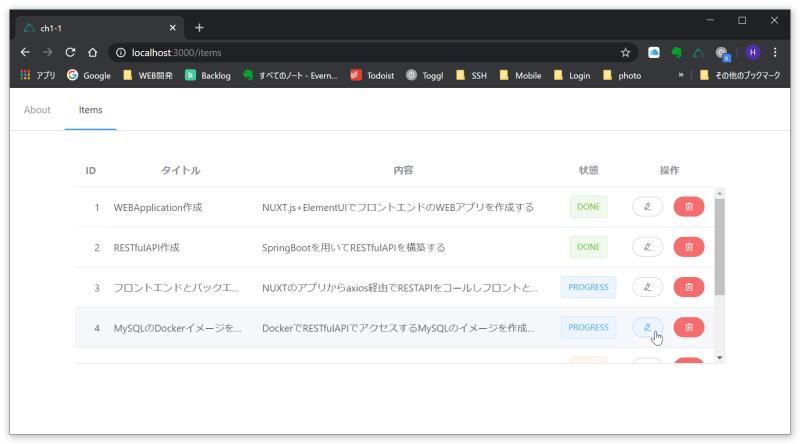 ch1-1
localhost:3000/items
アプリ Google WEB開発 Backlog すべてのノート - Evern... Todoist Toggl SSH Mobile Login photo » その他のブックマーク
About Items
ID タイトル 内容 状態 操作
1 WEBApplication作成 NUXT.js+ElementUIでフロントエンドのWEBアプリを作成する DONE
2 RESTfulAPI作成 SpringBootを用いてRESTfulAPIを構築する DONE
3 フロントエンドとバックエ... NUXTのアプリからaxios経由でRESTAPIをコールしフロントと... PROGRESS
4 MySQLのDockerイメージを... DockerでRESTfulAPIでアクセスするMySQLのイメージを作成... PROGRESS